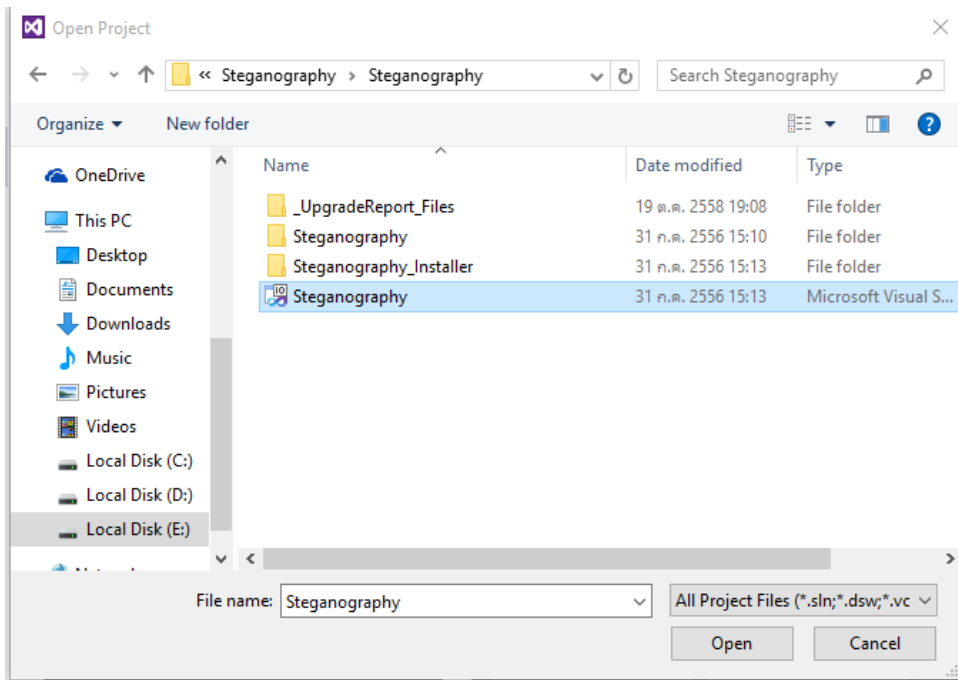 Open Project
« Steganography › Steganography
Search Steganography
Organize
New folder
?
Name
Date modified
Type
OneDrive
This PC
Desktop
Documents
Downloads
Music
Pictures
Videos
Local Disk (C:)
Local Disk (D:)
Local Disk (E:)
_UpgradeReport_Files 19 ต.ค. 2558 19:08 File folder
Steganography 31 ก.ค. 2556 15:10 File folder
Steganography_Installer 31 ก.ค. 2556 15:13 File folder
10 Steganography 31 ก.ค. 2556 15:13 Microsoft Visual S...
File name: Steganography
All Project Files (*.sln;*.dsw;*.vc
Open
Cancel